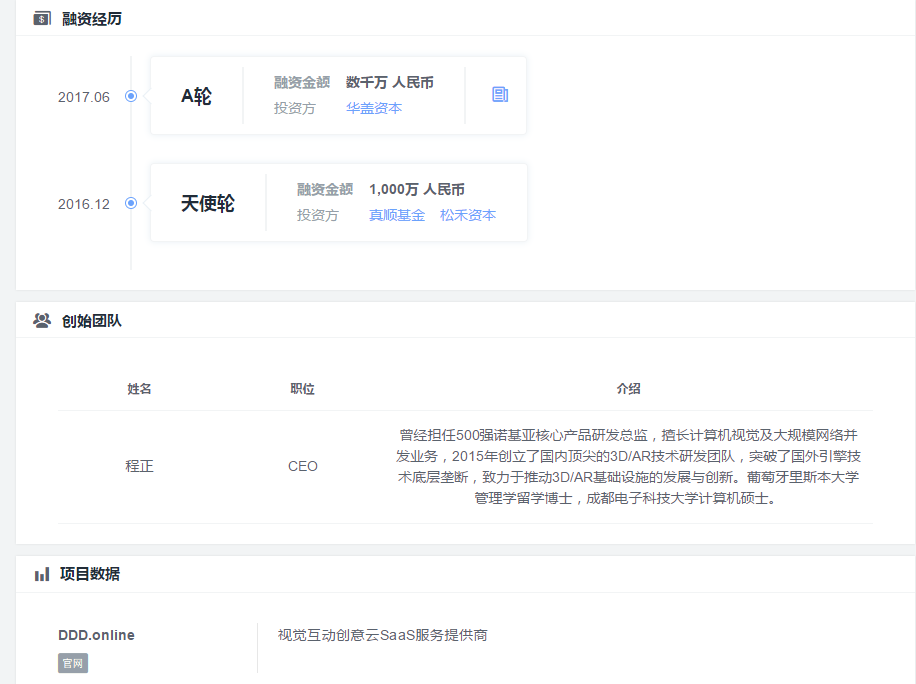 融资经历
2017.06
A轮
融资金额 数千万 人民币
投资方 华盖资本
2016.12
天使轮
融资金额 1,000万 人民币
投资方 真顺基金 松禾资本
创始团队
姓名 职位 介绍
程正 CEO
曾经担任500强诺基亚核心产品研发总监，擅长计算机视觉及大规模网络并
发业务，2015年创立了国内顶尖的3D/AR技术研发团队，突破了国外引擎技
术底层垄断，致力于推动3D/AR基础设施的发展与创新。葡萄牙里斯本大学
管理学留学博士，成都电子科技大学计算机硕士。
项目数据
DDD.online 视觉互动创意云SaaS服务提供商
官网